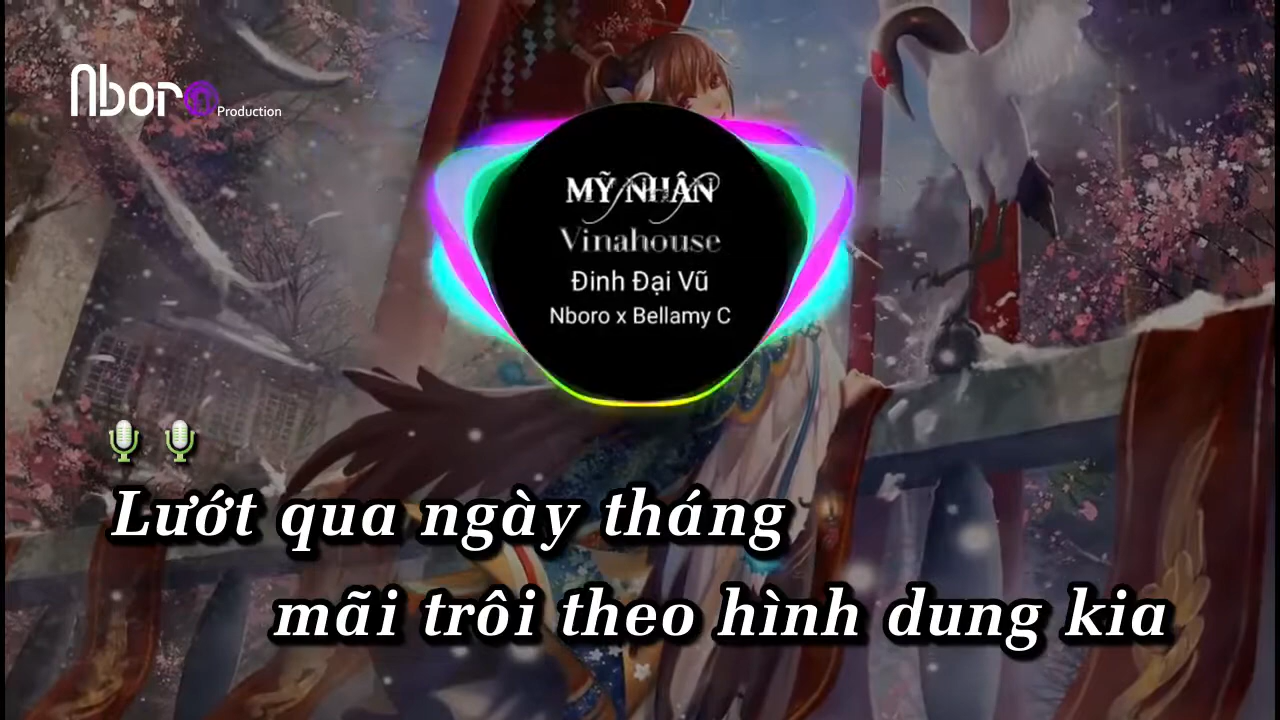 Nboro Production
MỸ NHÂN
Vinahouse
Đinh Đại Vũ
Nboro x Bellamy C
Lướt qua ngày tháng
mãi trôi theo hình dung kia